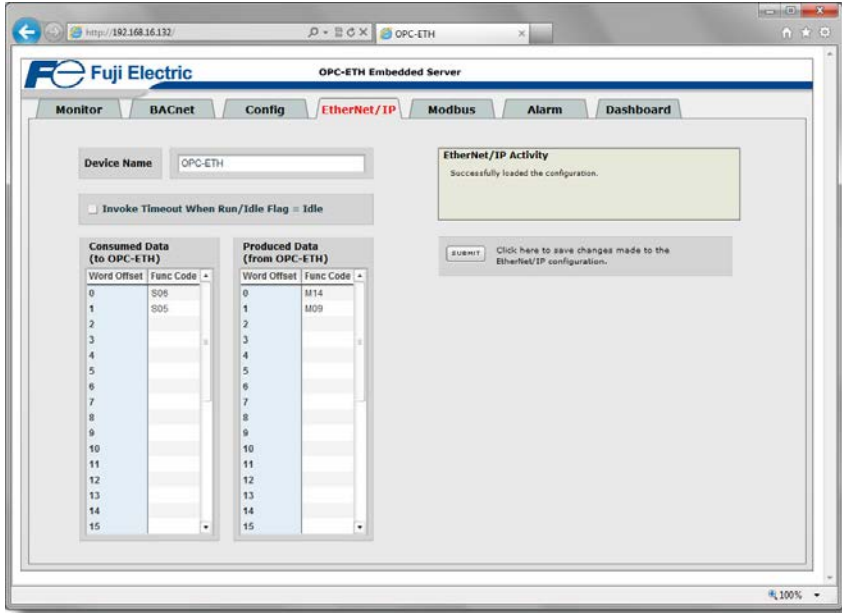 http://192.168.16.132/
OPC-ETH
Fuji Electric
OPC-ETH Embedded Server
Monitor
BACnet
Config
EtherNet/IP
Modbus
Alarm
Dashboard
Device Name
OPC-ETH
Invoke Timeout When Run/Idle Flag = Idle
Consumed Data
(to OPC-ETH)
Word Offset Func Code
0 S06
1 S05
2
3
4
5
6
7
8
9
10
11
12
13
14
15
Produced Data
(from OPC-ETH)
Word Offset Func Code
0 M14
1 M09
2
3
4
5
6
7
8
9
10
11
12
13
14
15
EtherNet/IP Activity
Successfully loaded the configuration.
SUBMIT
Click here to save changes made to the
EtherNet/IP configuration.
100%